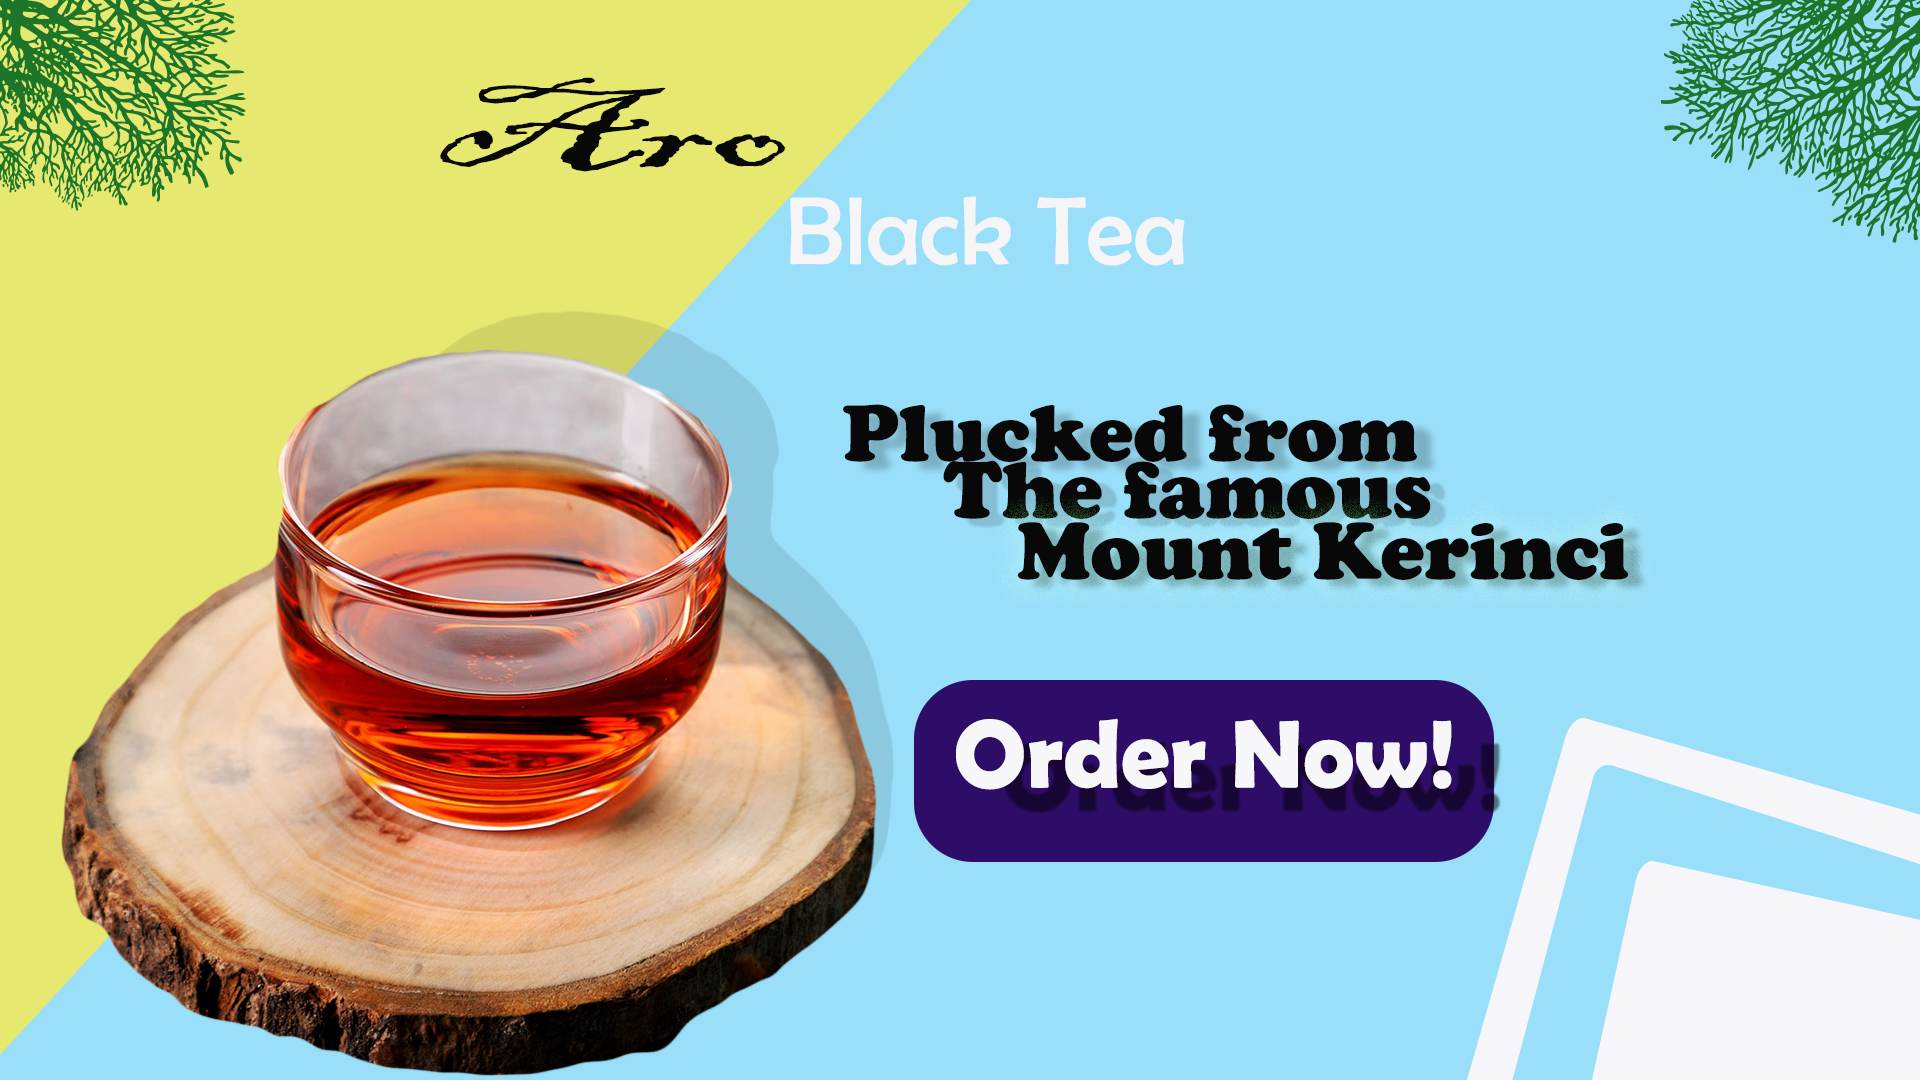 Aro
Black Tea
Plucked from
The famous
Mount Kerinci
Order Now!